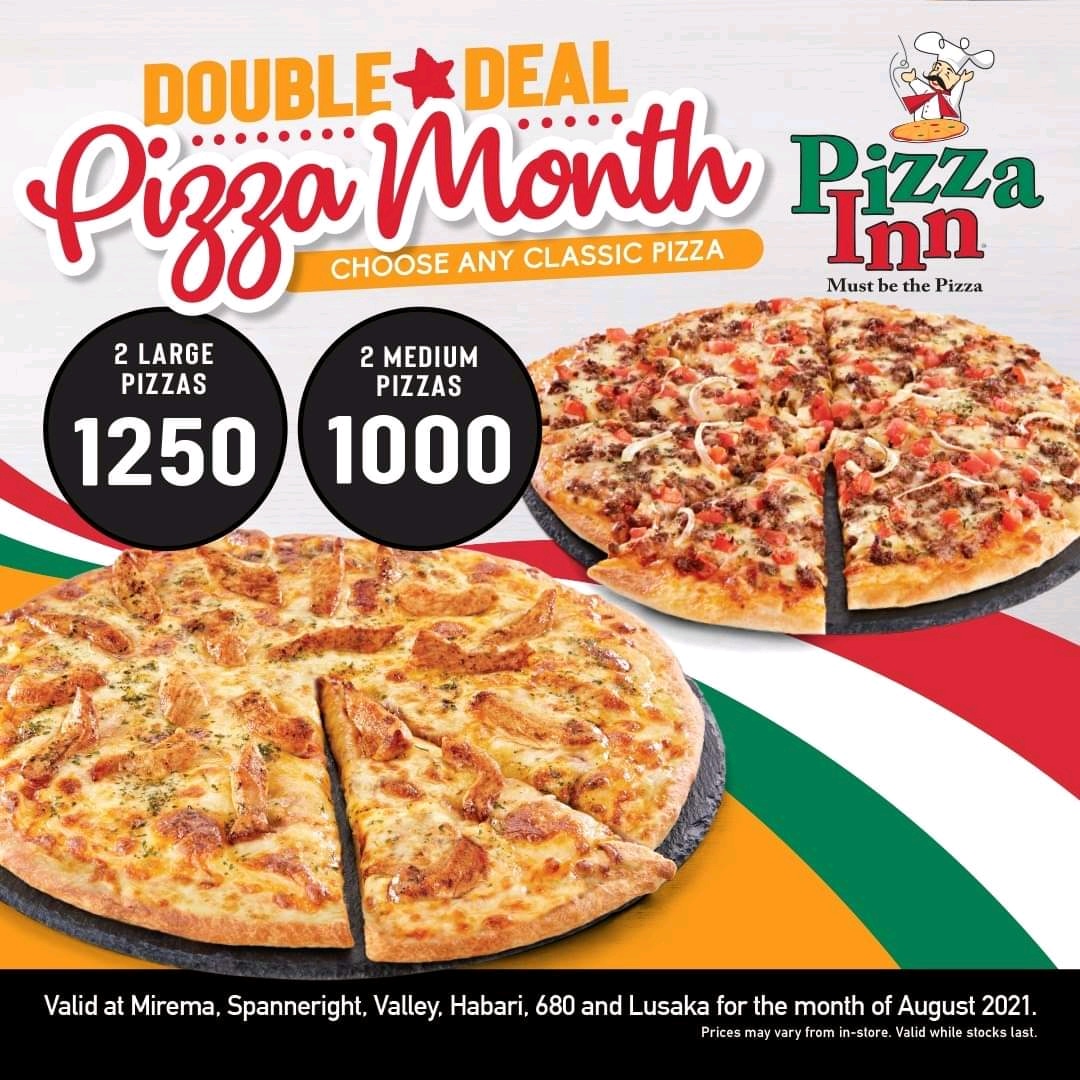 DOUBLE DEAL
Pizza Month
CHOOSE ANY CLASSIC PIZZA
Pizza
Inn
Must be the Pizza
2 LARGE
PIZZAS
1250
2 MEDIUM
PIZZAS
1000
Valid at Mirema, Spanneright, Valley, Habari, 680 and Lusaka for the month of August 2021.
Prices may vary from in-store. Valid while stocks last.